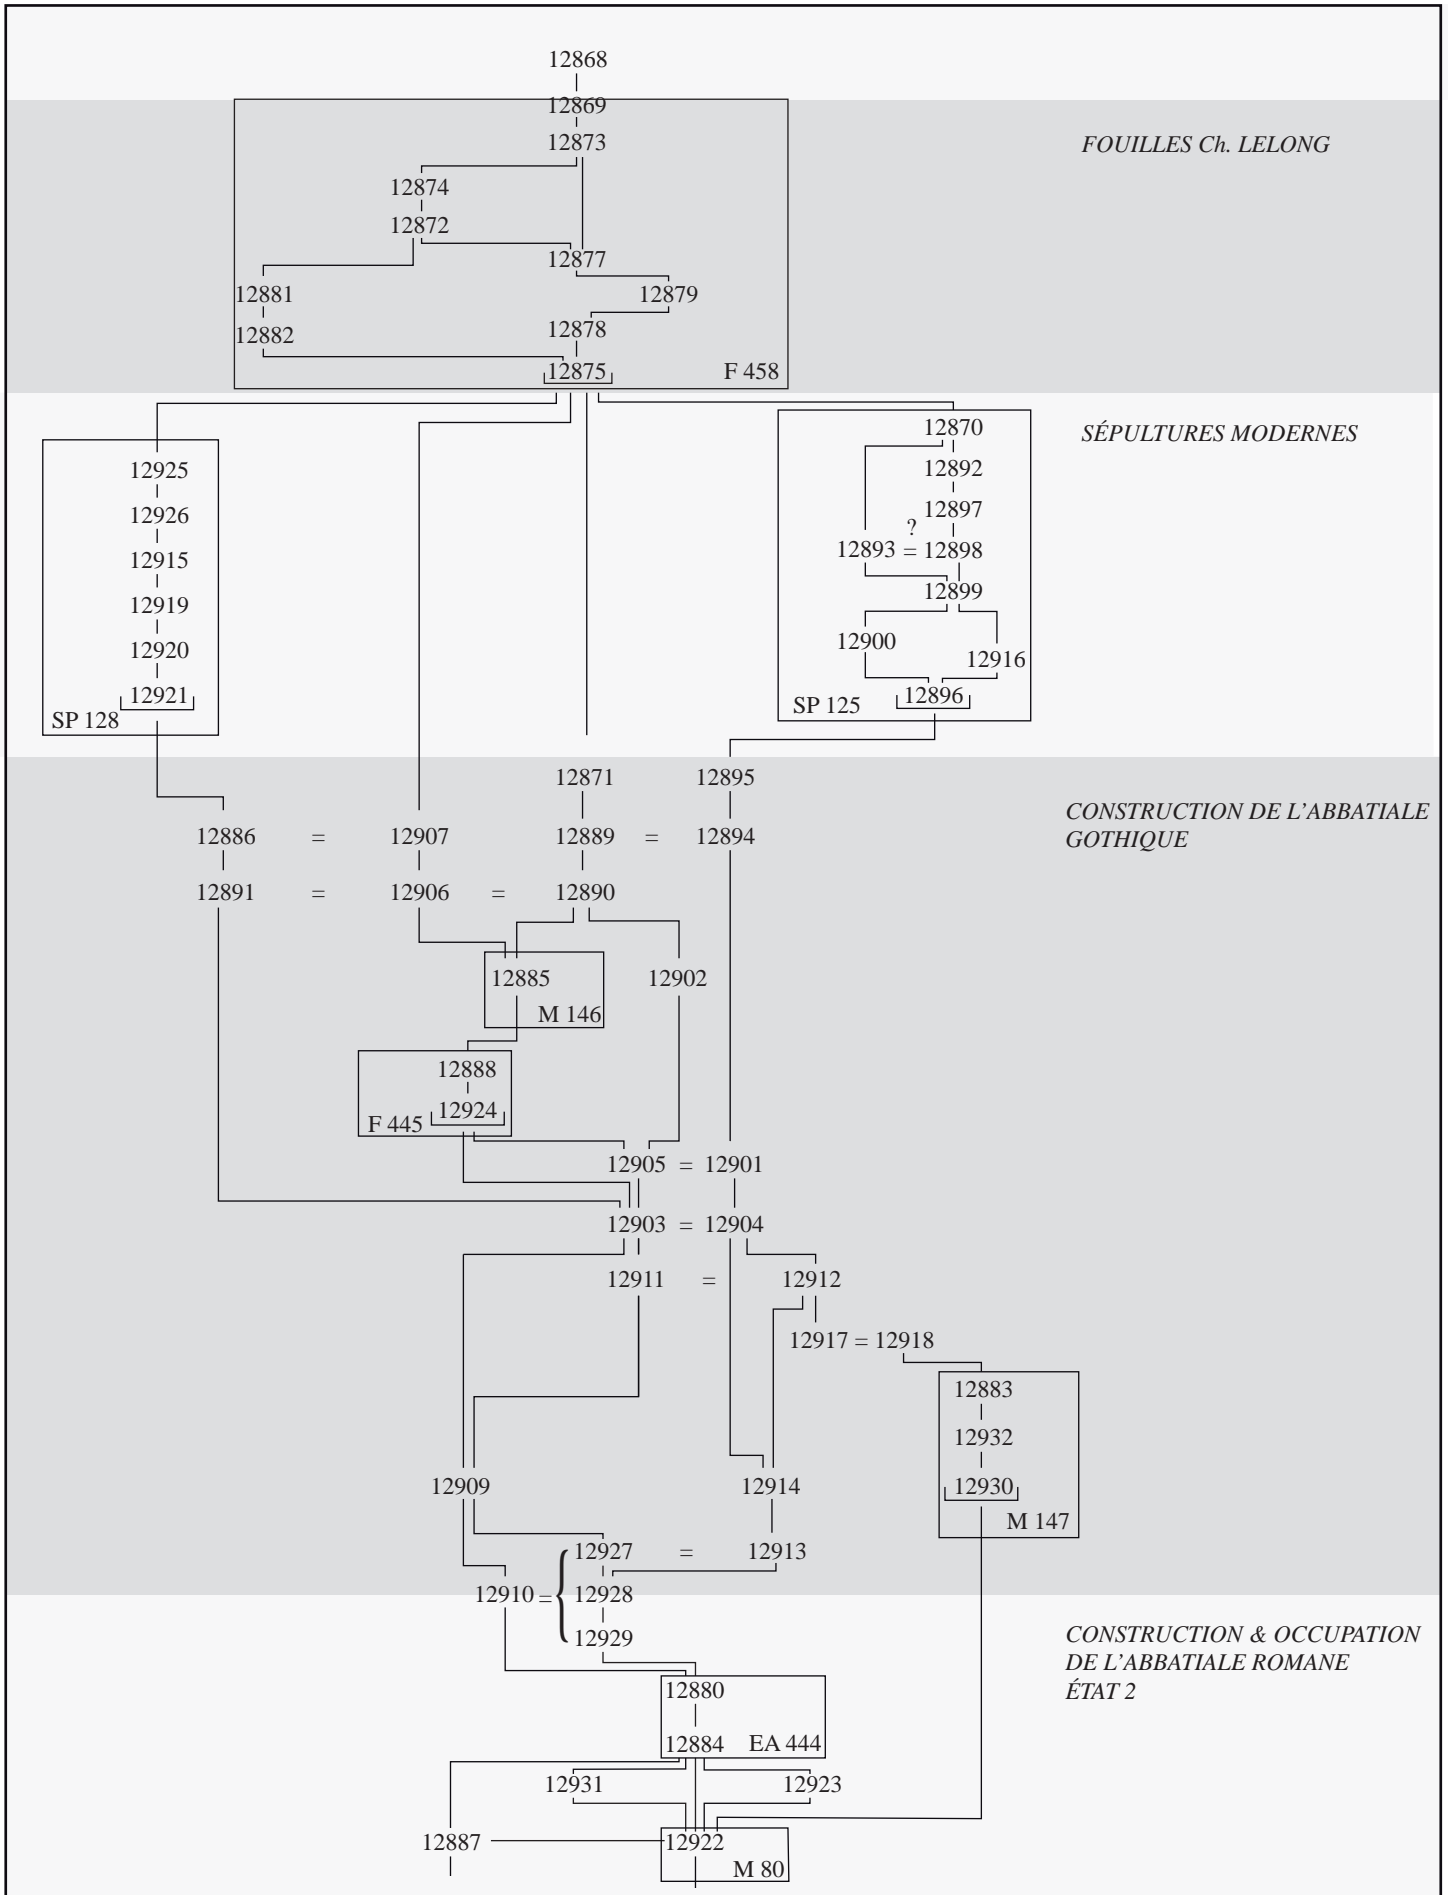 12868
12869
FOUILLES Ch. LELONG
12873
12874
12872
12877
12881
12879
12882
12878
12875
F 458
12870
SÉPULTURES MODERNES
12925
12892
12926
12897
?
12915
12893 = 12898
12919
12899
12920
12900
12916
12921
12896
SP 128
SP 125
12871
12895
CONSTRUCTION DE L'ABBATIALE
GOTHIQUE
12886 = 12907
12889 = 12894
12891 = 12906 = 12890
12885
12902
M 146
12888
12924
F 445
12905 = 12901
12903 = 12904
12911 = 12912
12917 = 12918
12883
12932
12909
12914
12930
M 147
12927 = 12913
12910 = { 12928
12929
CONSTRUCTION & OCCUPATION
DE L'ABBATIALE ROMANE
ÉTAT 2
12880
12884
EA 444
12931
12923
12887
12922
M 80